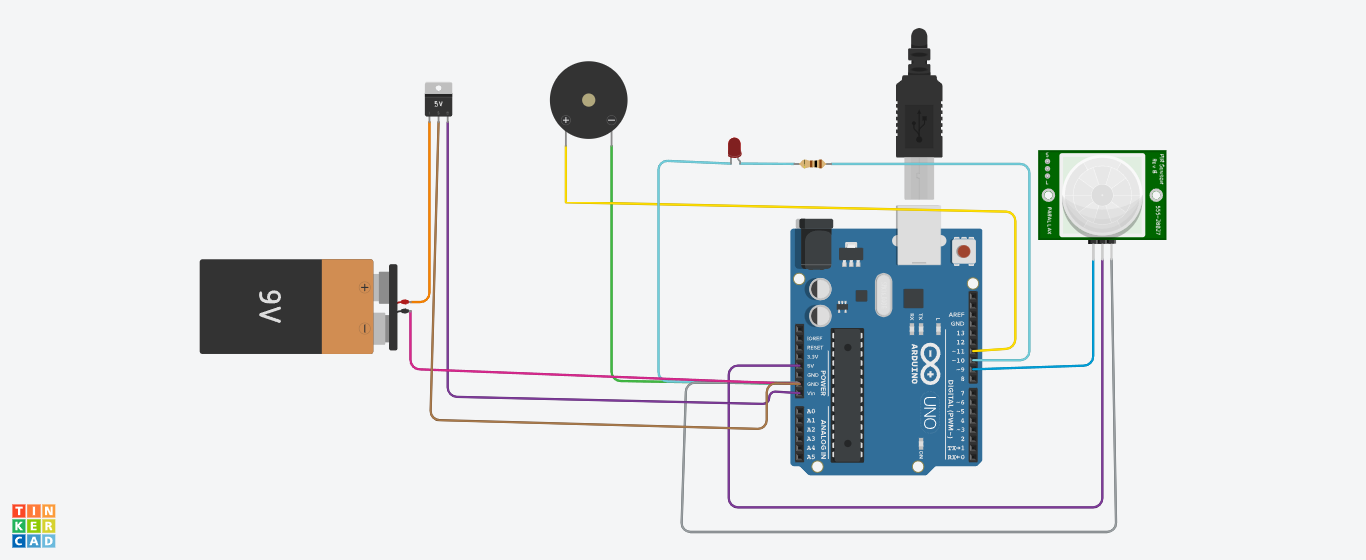 5V
+
−
9V
+
−
PIR Sensor
Rev B
PARALLAX
555-28027
AREF
GND
13
12
~11
~10
~9
8
7
~6
~5
4
~3
2
TX→1
RX←0
IOREF
RESET
3.3V
5V
GND
GND
Vin
A0
A1
A2
A3
A4
A5
POWER
ANALOG IN
DIGITAL (PWM~)
RX
TX
L
ON
ARDUINO
UNO
TIN
KER
CAD